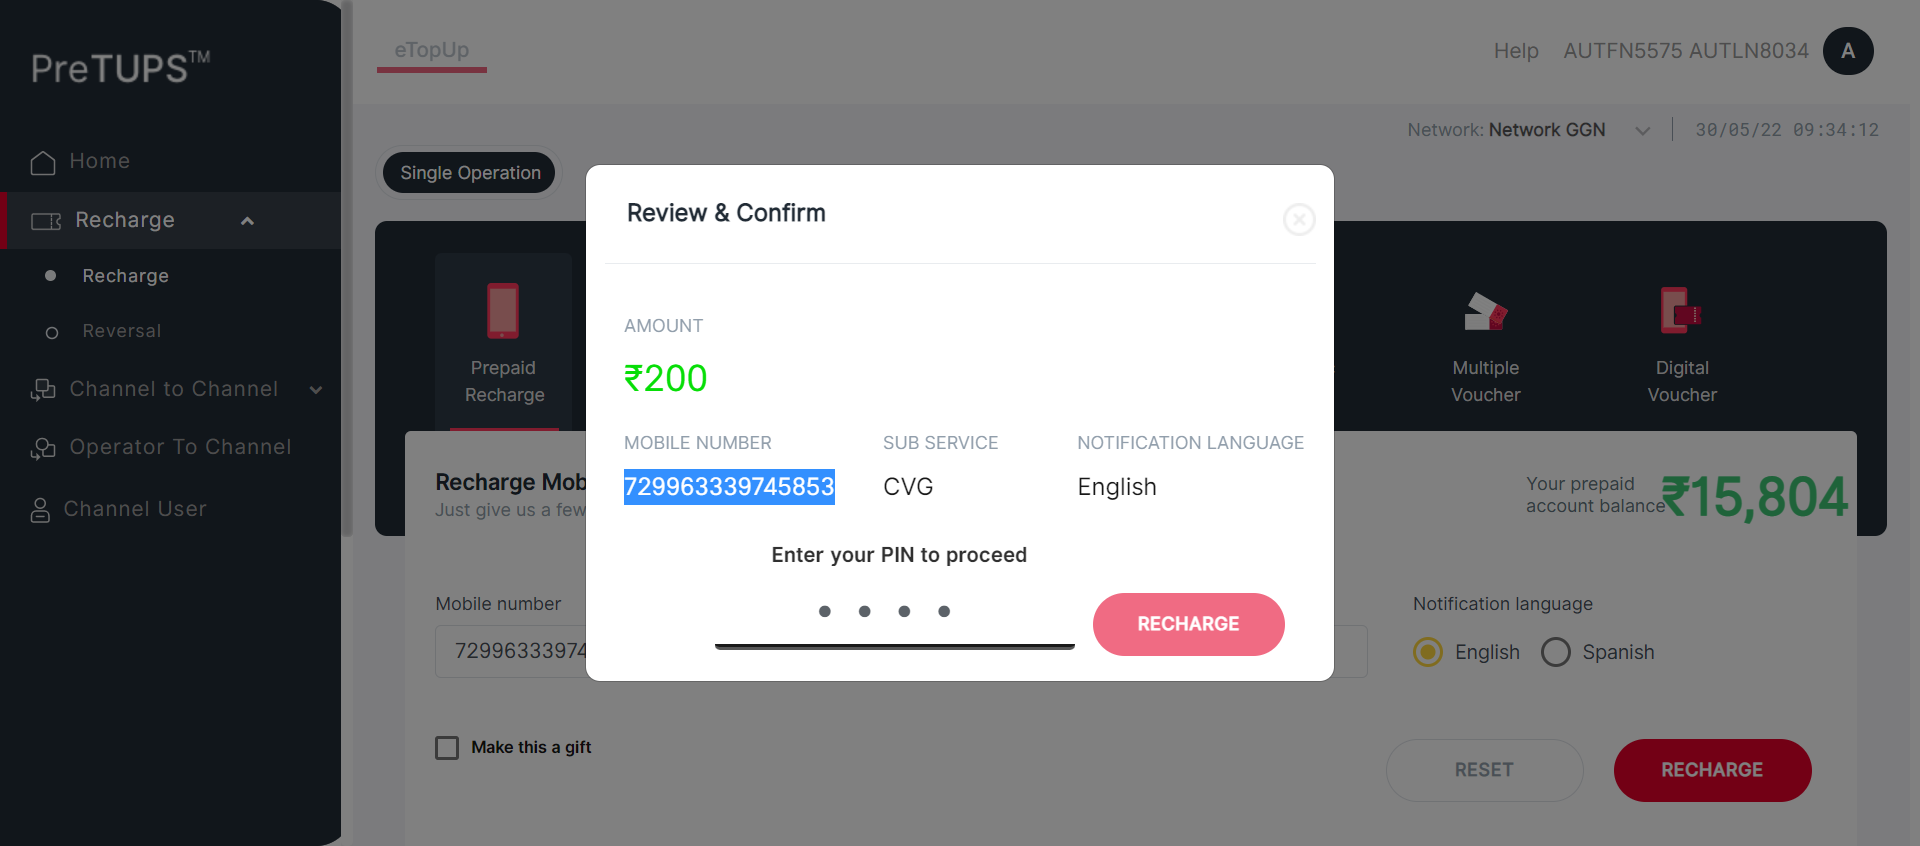 PreTUPS™
Home
Recharge
Recharge
Reversal
Channel to Channel
Operator To Channel
Channel User
eTopUp
Help AUTFN5575 AUTLN8034 A
Network: Network GGN 30/05/22 09:34:12
Single Operation
Prepaid
Recharge
Multiple
Voucher
Digital
Voucher
Recharge Mob
Just give us a few
Your prepaid
account balance
₹15,804
Mobile number
72996333974
Notification language
English Spanish
Make this a gift
RESET RECHARGE
Review & Confirm
AMOUNT
₹200
MOBILE NUMBER SUB SERVICE NOTIFICATION LANGUAGE
729963339745853 CVG English
Enter your PIN to proceed
RECHARGE